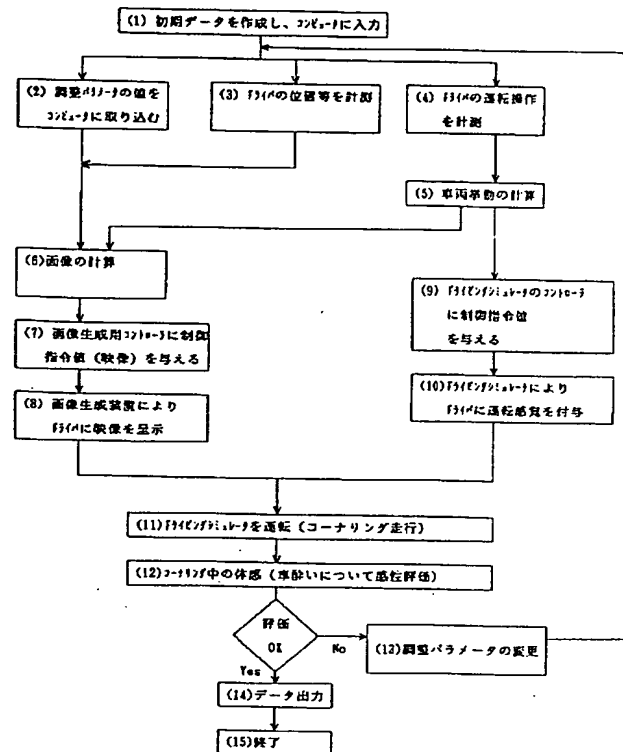 (1) 初期データを作成し、コンピュータに入力
(2) 調整パラメータの値を
コンピュータに取り込む
(3) ドライバの位置等を計測
(4) ドライバの運転操作
を計測
(5) 車両挙動の計算
(6)画像の計算
(7) 画像生成用コントローラに制御
指令値(映像)を与える
(8) 画像生成装置により
ドライバに映像を呈示
(9) ドライビングシミュレータのコントローラ
に制御指令値
を与える
(10)ドライビングシミュレータにより
ドライバに運転感覚を付与
(11)ドライビングシミュレータを運転(コーナリング走行)
(12)コーナリング中の体感(車酔いについて感性評価)
評価
OK
No
Yes
(13)調整パラメータの変更
(14)データ出力
(15)終了